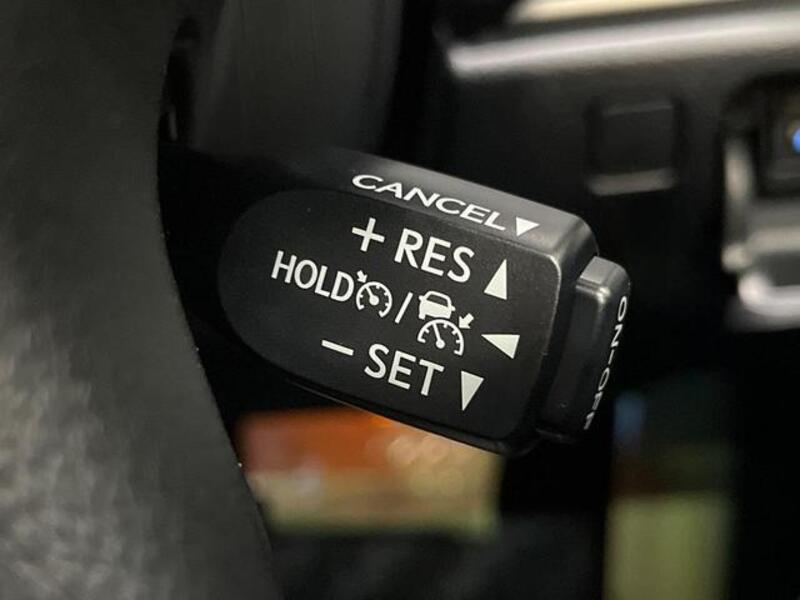 CANCEL▼
+ RES ▲
HOLD / ◀
− SET ▼
ON-OFF